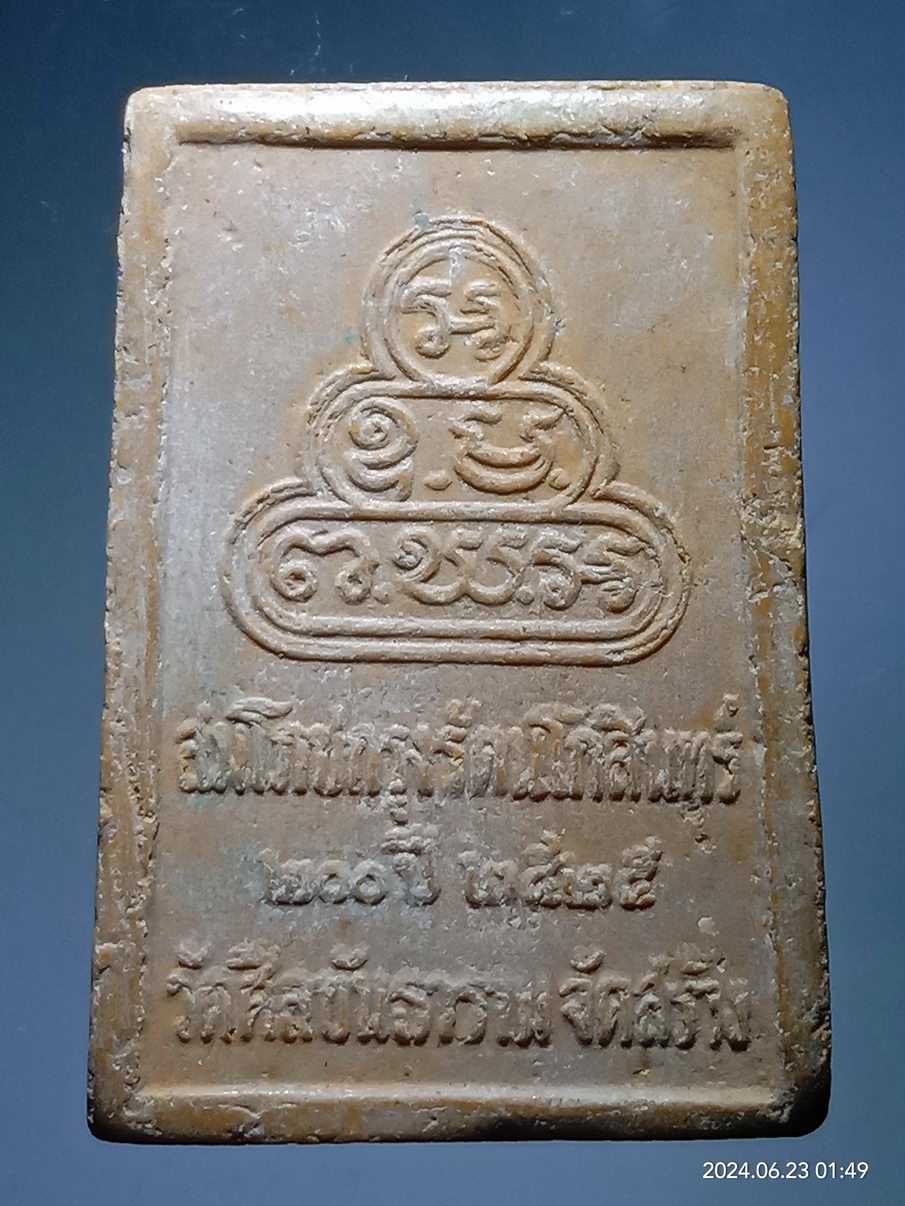 สมโภชกรุงรัตนโกสินทร์
๒๐๐ ปี ๒๕๒๕
วัดศีลขันธาราม จัดสร้าง
2024.06.23 01:49